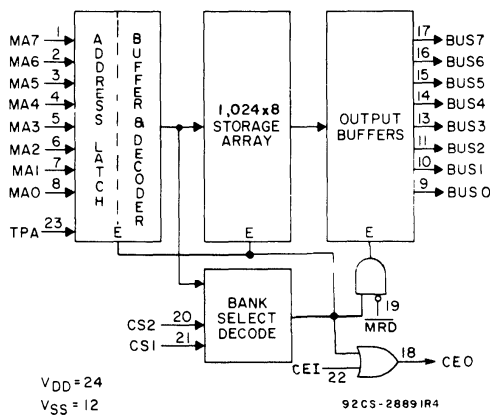 MA7 1
MA6 2
MA5 3
MA4 4
MA3 5
MA2 6
MA1 7
MA0 8
TPA 23
ADDRESS LATCH
BUFFER & DECODER
E
1,024x8
STORAGE
ARRAY
E
OUTPUT
BUFFERS
E
17 BUS7
16 BUS6
15 BUS5
14 BUS4
13 BUS3
11 BUS2
10 BUS1
9 BUS0
BANK
SELECT
DECODE
CS2 20
CS1 21
19
MRD
CEI 22
18 CEO
VDD=24
VSS=12
92CS-28891R4